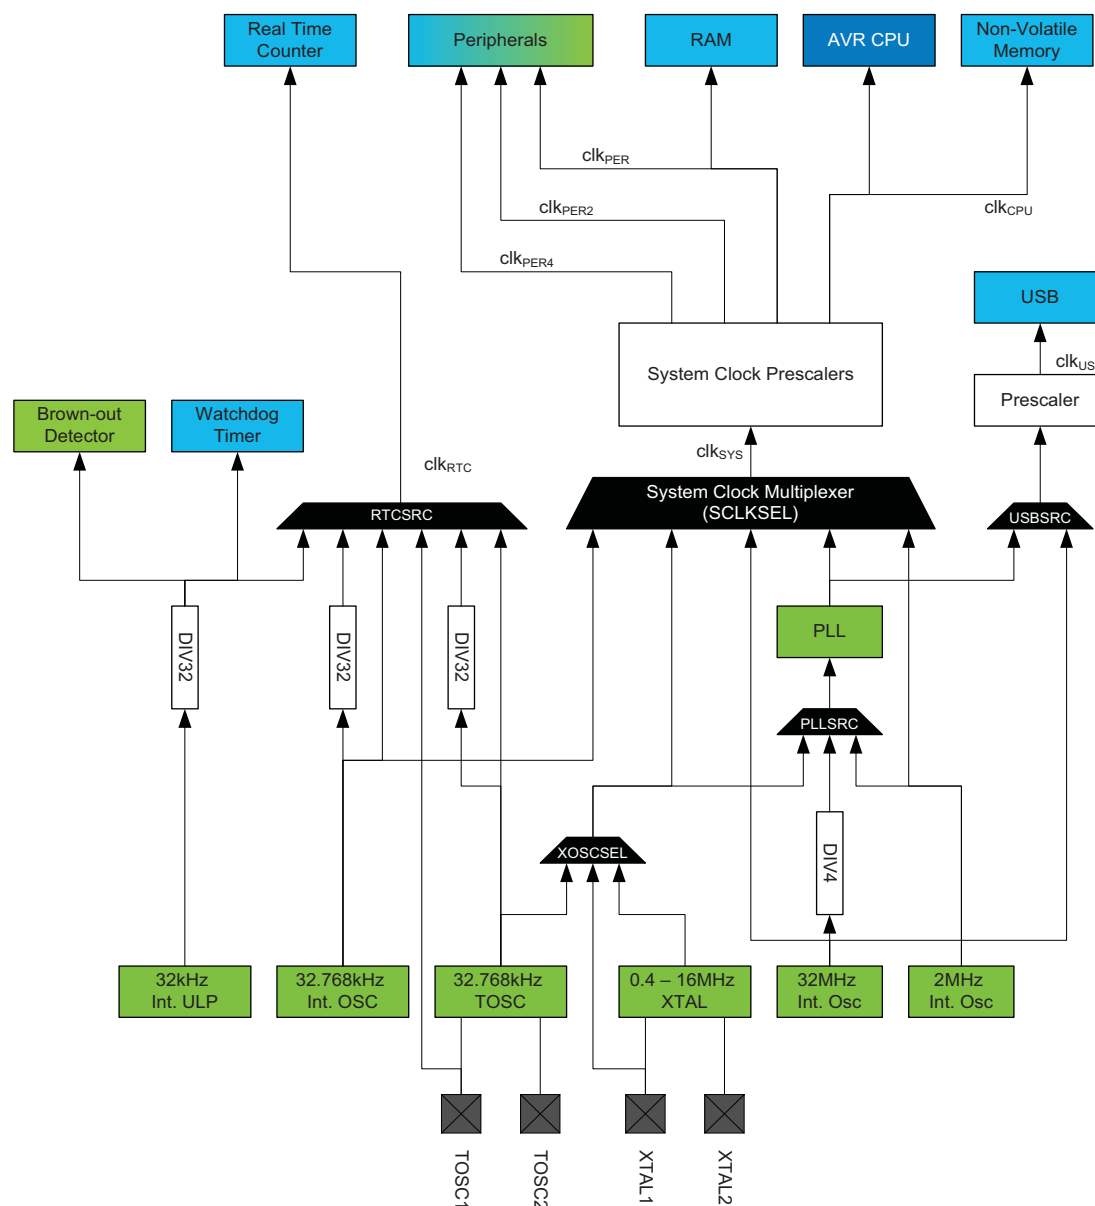 Real Time
Counter
Peripherals
RAM
AVR CPU
Non-Volatile
Memory
clkPER
clkPER2
clkCPU
clkPER4
USB
System Clock Prescalers
clkUS
Prescaler
Brown-out
Detector
Watchdog
Timer
clkSYS
clkRTC
System Clock Multiplexer
(SCLKSEL)
RTCSRC
USBSRC
DIV32
DIV32
DIV32
PLL
PLLSRC
XOSCSEL
DIV4
32kHz
Int. ULP
32.768kHz
Int. OSC
32.768kHz
TOSC
0.4 – 16MHz
XTAL
32MHz
Int. Osc
2MHz
Int. Osc
TOSC1
TOSC2
XTAL1
XTAL2